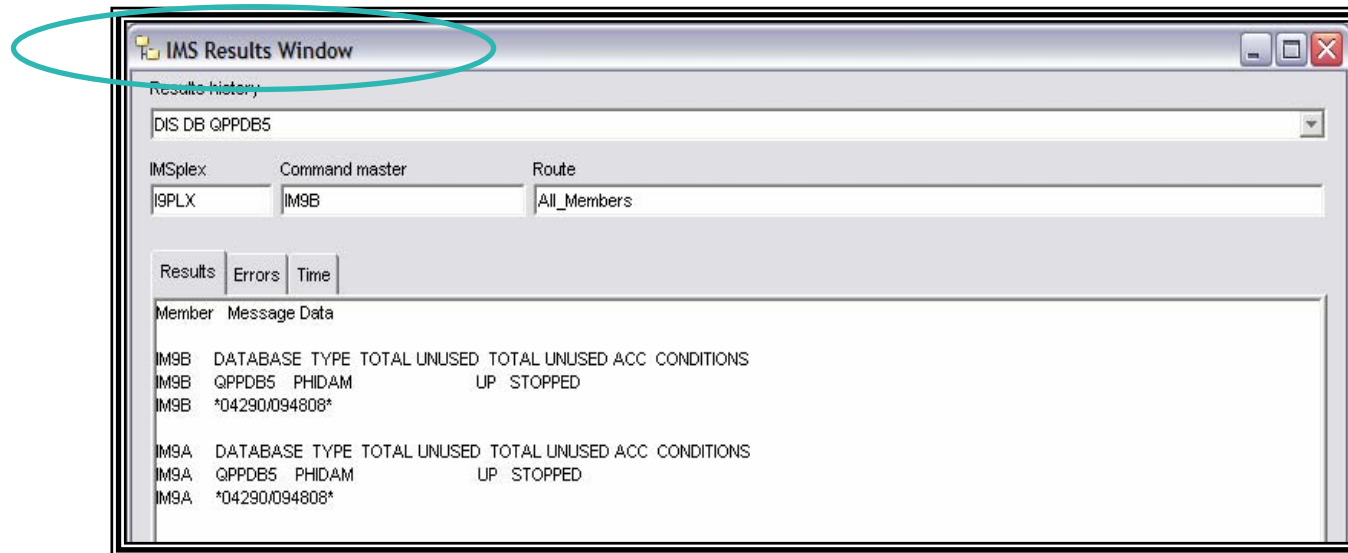 IMS Results Window
Results history
DIS DB QPPDB5
IMSplex Command master Route
I9PLX IM9B All_Members
Results Errors Time
Member Message Data
IM9B DATABASE TYPE TOTAL UNUSED TOTAL UNUSED ACC CONDITIONS
IM9B QPPDB5 PHIDAM UP STOPPED
IM9B *04290/094808*
IM9A DATABASE TYPE TOTAL UNUSED TOTAL UNUSED ACC CONDITIONS
IM9A QPPDB5 PHIDAM UP STOPPED
IM9A *04290/094808*